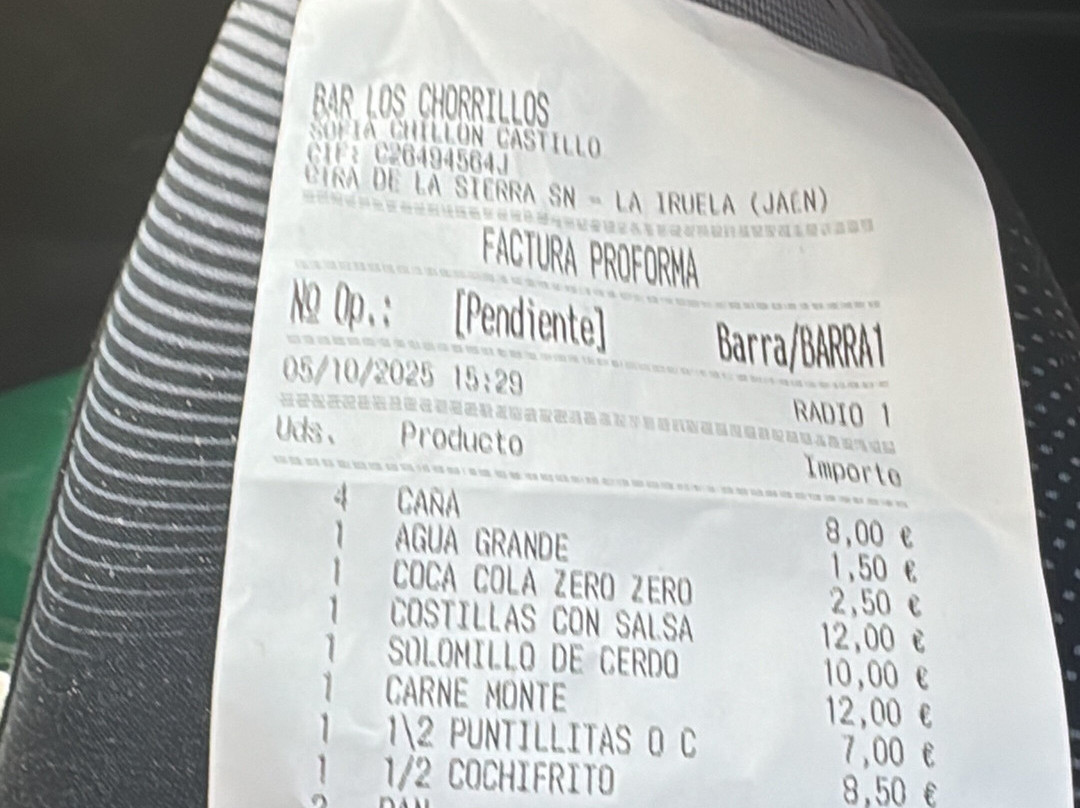 BAR LOS CHORRILLOS
SOFIA CHILLON CASTILLO
CIF: C26494564J
CTRA DE LA SIERRA SN - LA IRUELA (JAEN)
FACTURA PROFORMA
Nº Op.: [Pendiente] Barra/BARRA1
05/10/2025 15:29 RADIO 1
Uds. Producto Importe
4 CAÑA 8,00 €
1 AGUA GRANDE 1,50 €
1 COCA COLA ZERO ZERO 2,50 €
1 COSTILLAS CON SALSA 12,00 €
1 SOLOMILLO DE CERDO 10,00 €
1 CARNE MONTE 12,00 €
1 1\2 PUNTILLITAS O C 7,00 €
1 1/2 COCHIFRITO 8,50 €
2 PAN